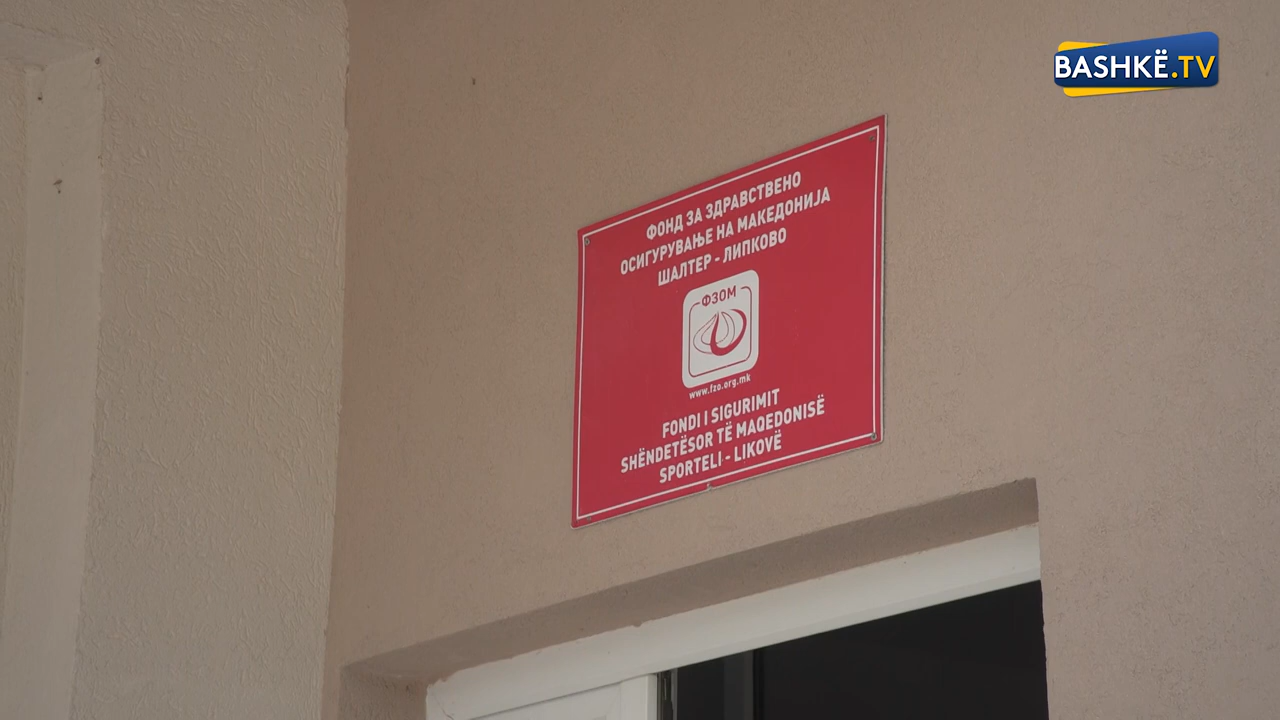 BASHKË.TV
ФОНД ЗА ЗДРАВСТВЕНО
ОСИГУРУВАЊЕ НА МАКЕДОНИЈА
ШАЛТЕР - ЛИПКОВО
ФЗОМ
www.fzo.org.mk
FONDI I SIGURIMIT
SHËNDETËSOR TË MAQEDONISË
SPORTELI - LIKOVË